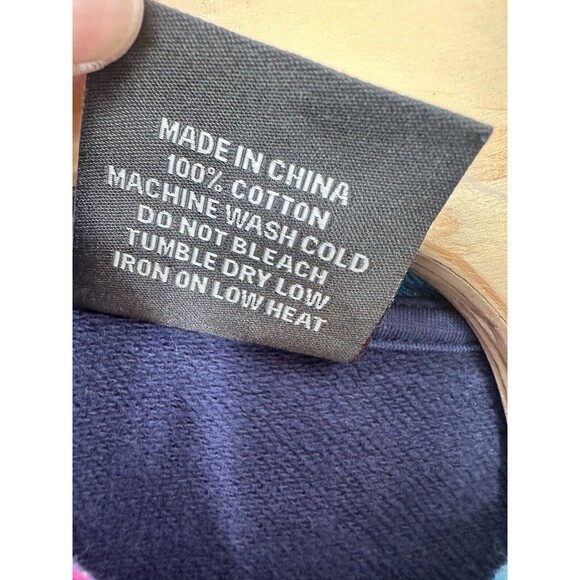 MADE IN CHINA
100% COTTON
MACHINE WASH COLD
DO NOT BLEACH
TUMBLE DRY LOW
IRON ON LOW HEAT